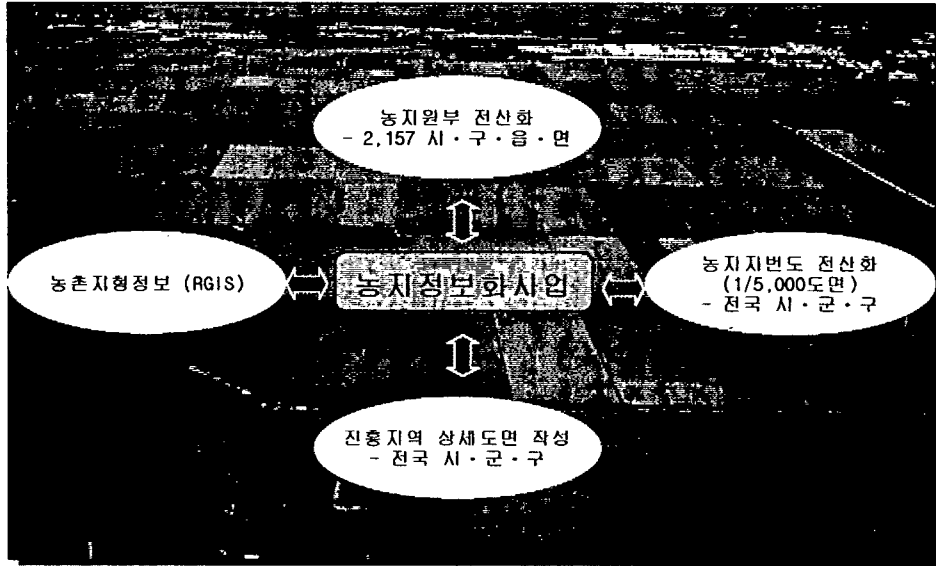 농지원부 전산화
- 2,157 시·구·읍·면
농촌지형정보 (RGIS)
농지정보화사업
농지지번도 전산화
(1/5,000도면)
- 전국 시·군·구
진흥지역 상세도면 작성
- 전국 시·군·구